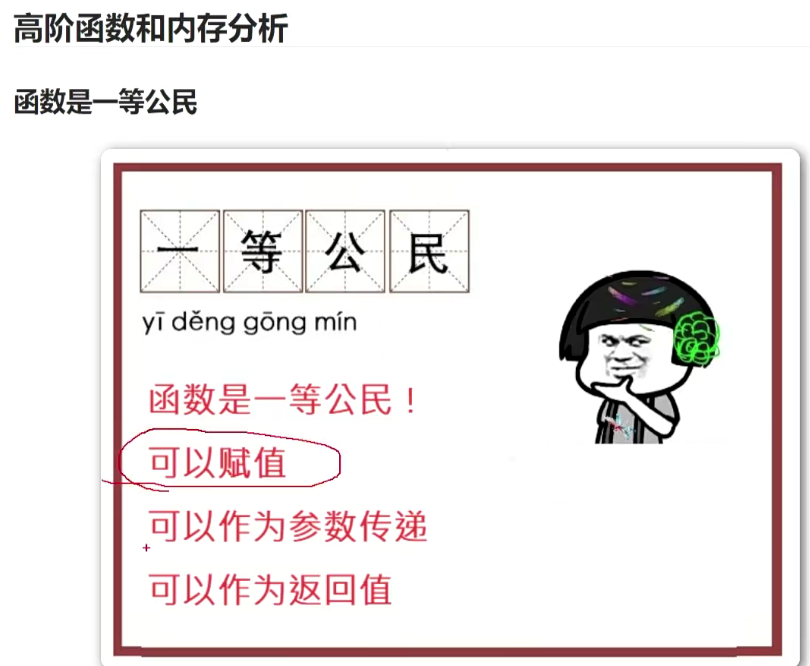 高阶函数和内存分析
函数是一等公民
一等公民
yī děng gōng mín
函数是一等公民！
可以赋值
可以作为参数传递
可以作为返回值